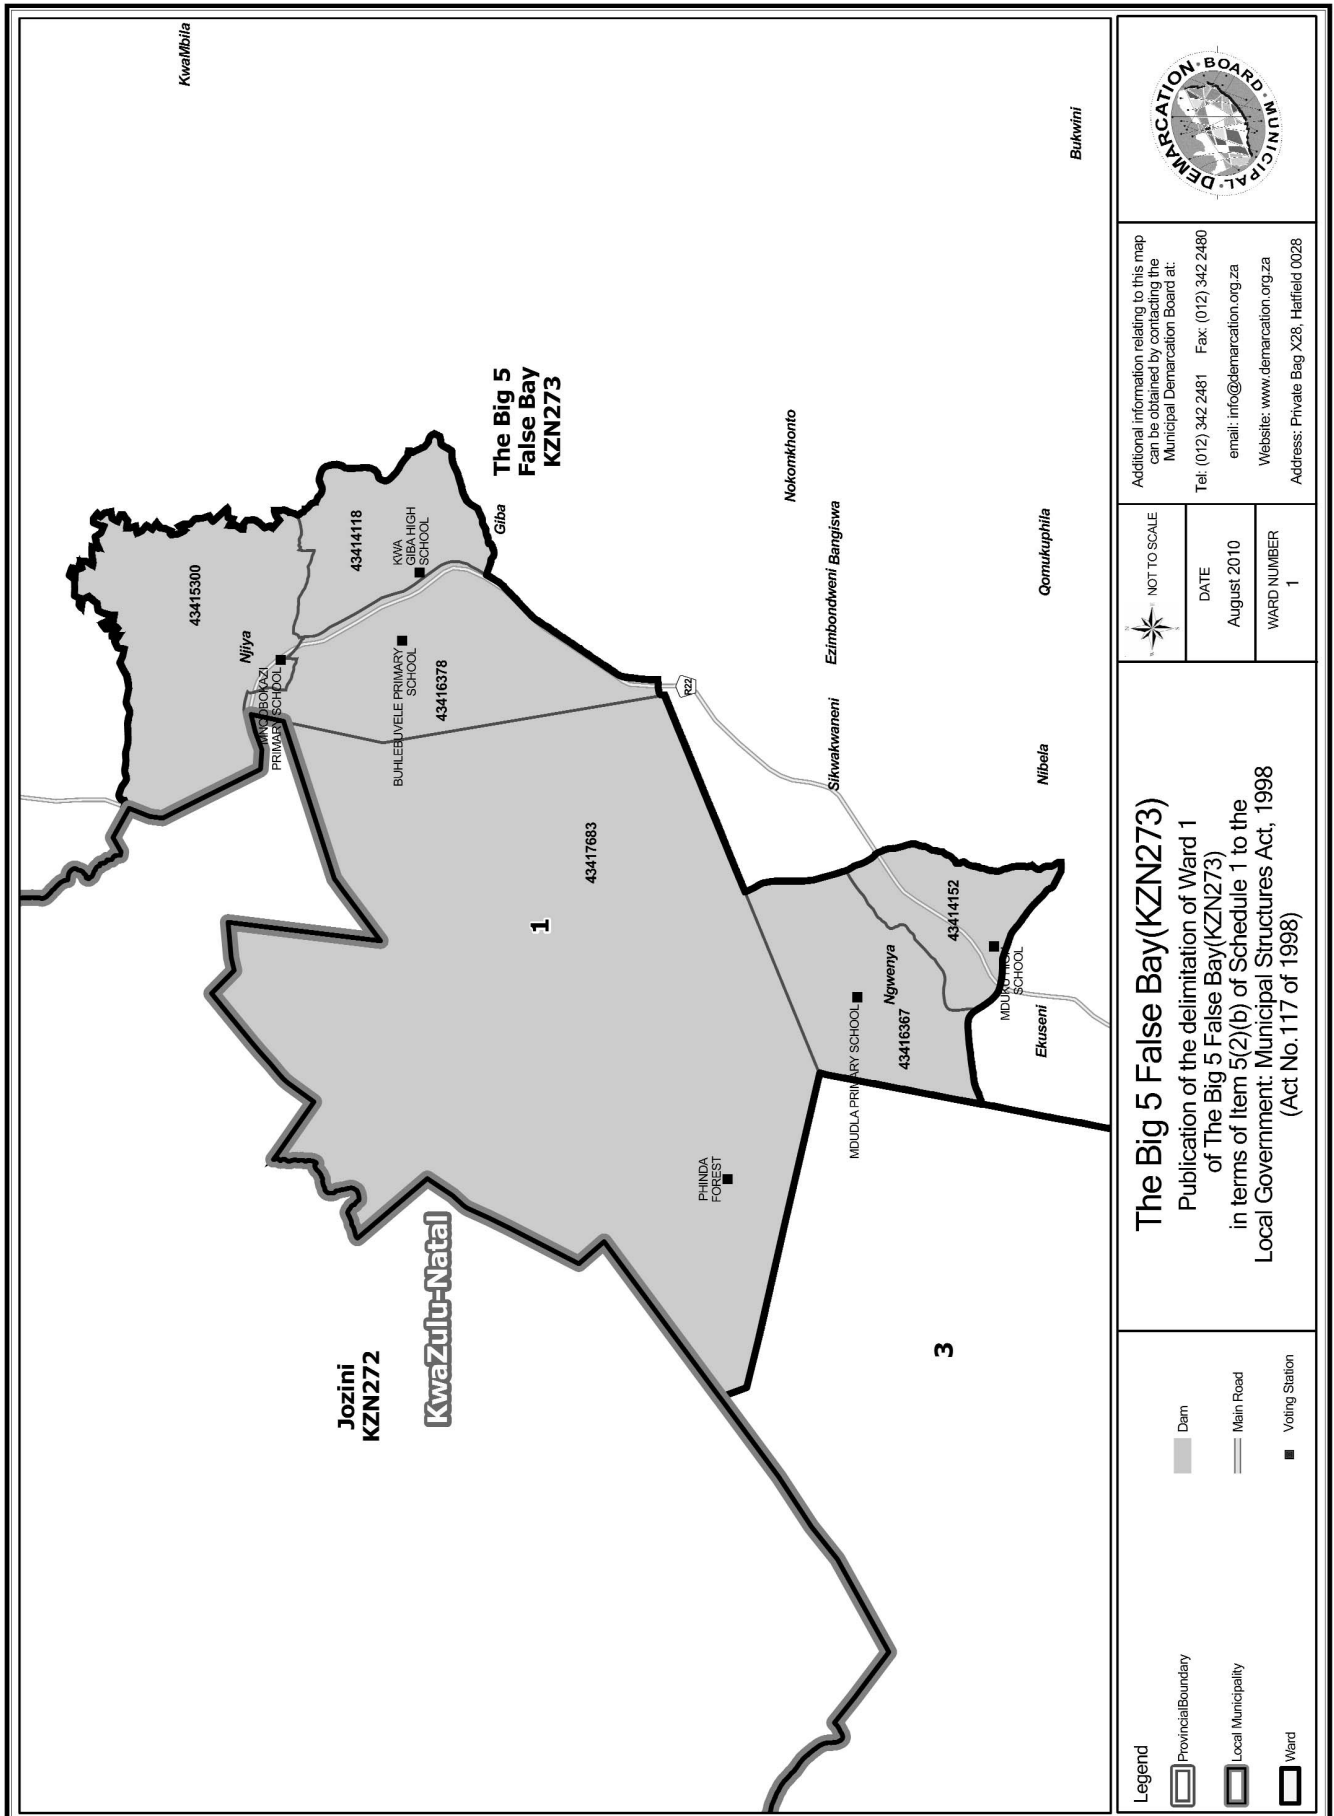 KwaMbila
Bukwini
The Big 5
False Bay
KZN273
Giba
Nokomkhonto
Ezimbondweni
Bangiswa
Qomukuphila
Sikwakwaneni
Nibela
Ekuseni
R22
43415300
43414118
KWA
GIBA HIGH
SCHOOL
Njiya
MNQOBOKAZI
PRIMARY SCHOOL
BUHLEBUVELE PRIMARY
SCHOOL
43416378
43417683
1
43414152
Ngwenya
MDUKU HIGH
SCHOOL
43416367
MDUDLA PRIMARY SCHOOL
PHINDA
FOREST
Jozini
KZN272
KwaZulu-Natal
3
Legend
ProvincialBoundary
Local Municipality
Ward
Dam
Main Road
Voting Station
The Big 5 False Bay(KZN273)
Publication of the delimitation of Ward 1
of The Big 5 False Bay(KZN273)
in terms of Item 5(2)(b) of Schedule 1 to the
Local Government: Municipal Structures Act, 1998
(Act No.117 of 1998)
NOT TO SCALE
DATE
August 2010
WARD NUMBER
1
Additional information relating to this map
can be obtained by contacting the
Municipal Demarcation Board at:
Tel: (012) 342 2481 Fax: (012) 342 2480
email: info@demarcation.org.za
Website: www.demarcation.org.za
Address: Private Bag X28, Hatfield 0028
MUNICIPAL · DEMARCATION · BOARD